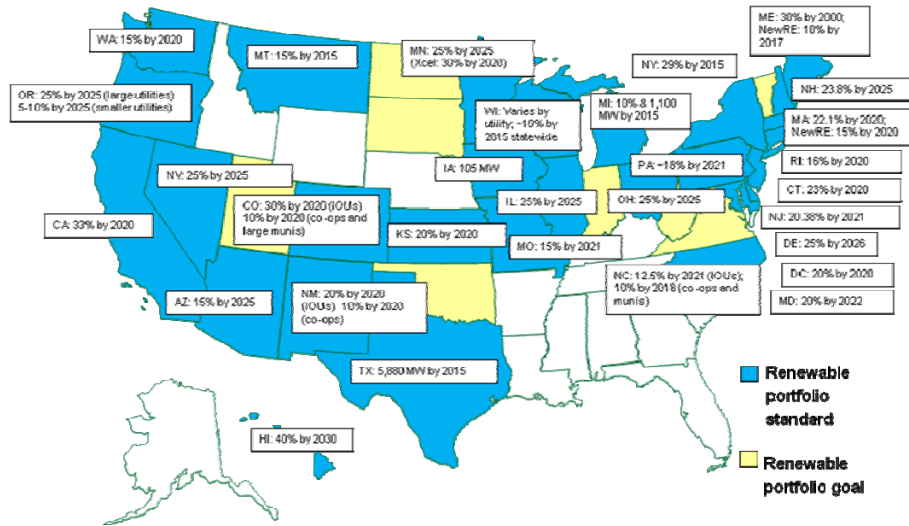 ME: 30% by 2000;
NewRE: 10% by
2017
WA: 15% by 2020
MT: 15% by 2015
MN: 25% by 2025
(Xcel: 30% by 2020)
NY: 29% by 2015
NH: 23.8% by 2025
OR: 25% by 2025 (large utilities)
5-10% by 2025 (smaller utilities)
WI: Varies by
utility; ~10% by
2015 statewide
MI: 10% & 1,100
MW by 2015
MA: 22.1% by 2020;
NewRE: 15% by 2020
RI: 16% by 2020
PA: ~18% by 2021
IA: 105 MW
NV: 25% by 2025
CT: 23% by 2020
CO: 30% by 2020 (IOUs)
10% by 2020 (co-ops and
large munis)
IL: 25% by 2025
OH: 25% by 2025
NJ: 20.38% by 2021
CA: 33% by 2020
KS: 20% by 2020
MO: 15% by 2021
DE: 25% by 2026
NC: 12.5% by 2021 (IOUs);
10% by 2018 (co-ops and
munis)
DC: 20% by 2020
AZ: 15% by 2025
NM: 20% by 2020
(IOUs) 10% by 2020
(co-ops)
MD: 20% by 2022
TX: 5,880 MW by 2015
HI: 40% by 2030
Renewable
portfolio
standard
Renewable
portfolio goal